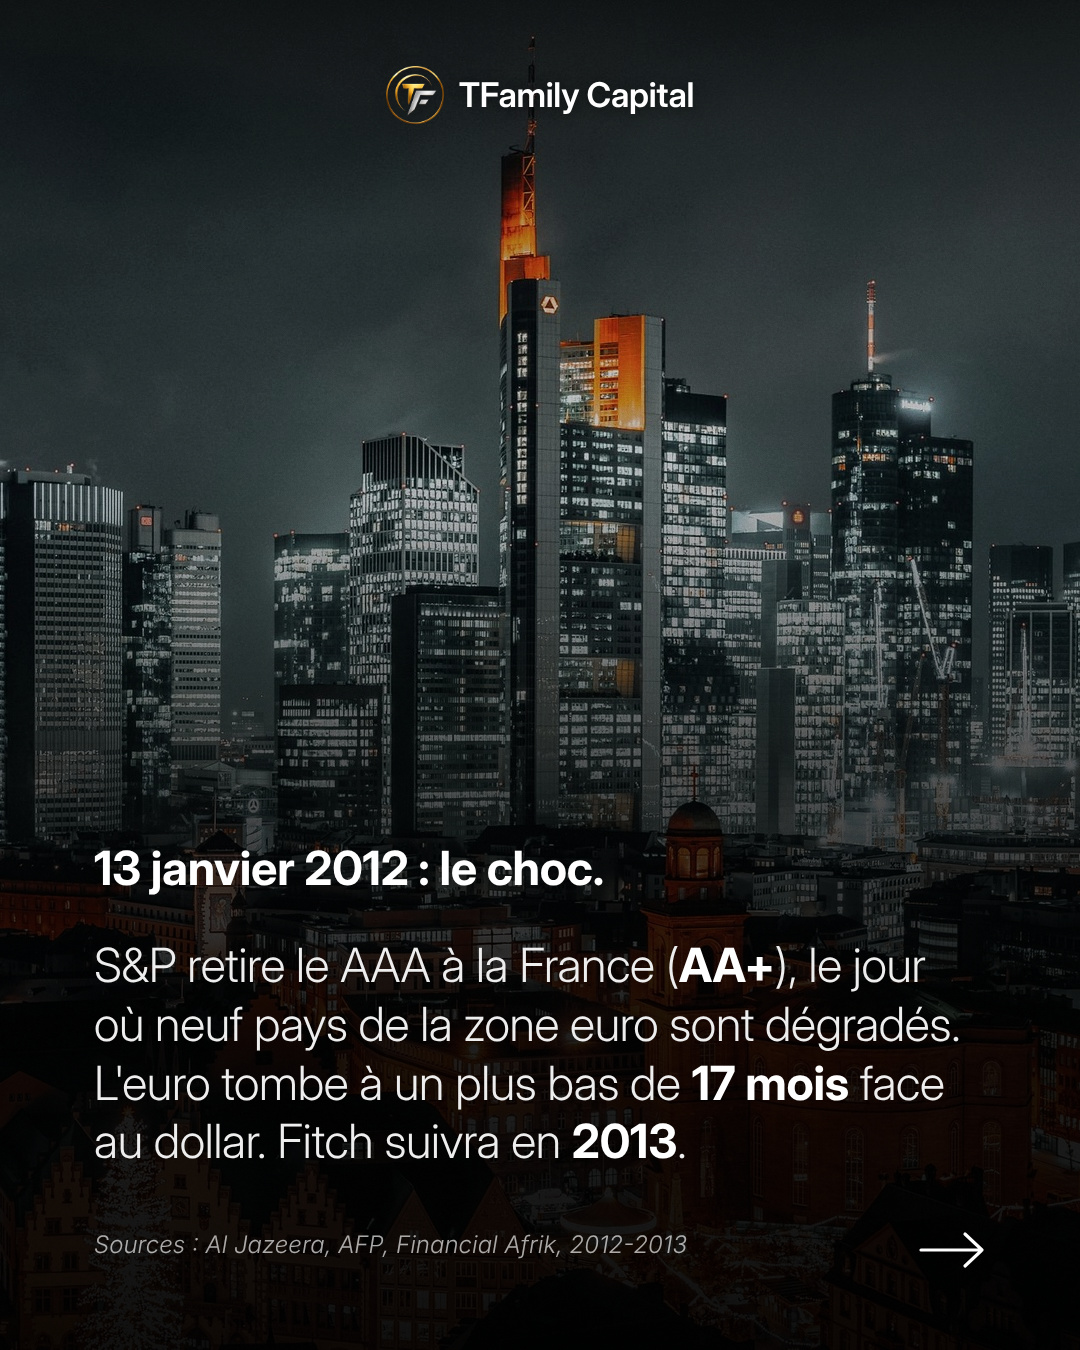 TFamily Capital
13 janvier 2012 : le choc.
S&P retire le AAA à la France (AA+), le jour
où neuf pays de la zone euro sont dégradés.
L'euro tombe à un plus bas de 17 mois face
au dollar. Fitch suivra en 2013.
Sources : Al Jazeera, AFP, Financial Afrik, 2012-2013